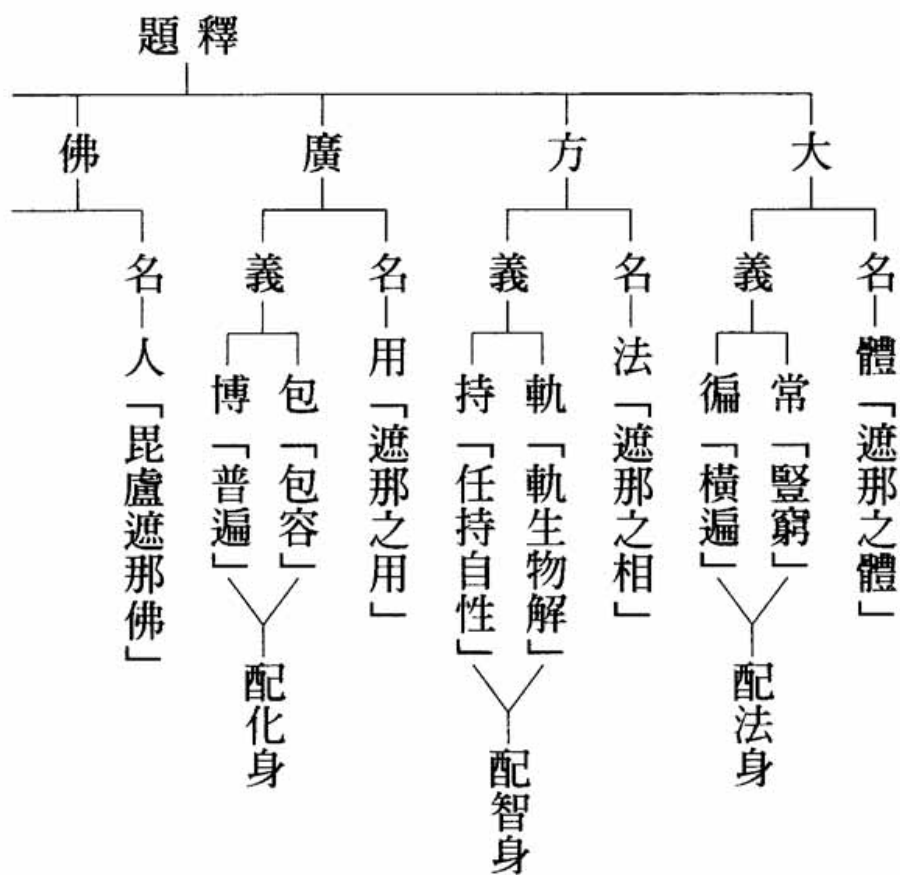 釋題
大
名
體「遮那之體」
義
常「豎窮」
徧「橫遍」
配法身
方
名
法「遮那之相」
義
軌「軌生物解」
持「任持自性」
配智身
廣
名
用「遮那之用」
義
包「包容」
博「普遍」
配化身
佛
名
人「毘盧遮那佛」